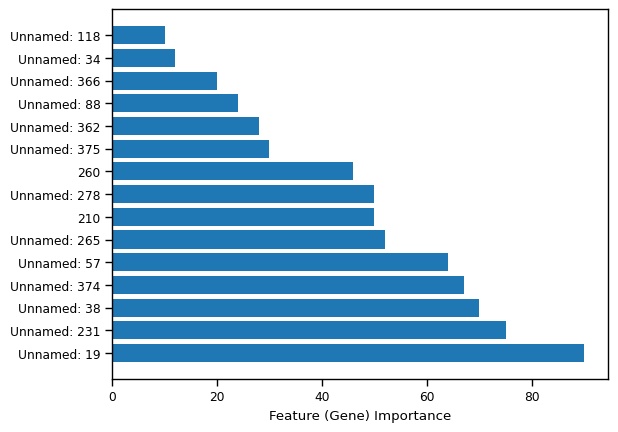 Unnamed: 118
Unnamed: 34
Unnamed: 366
Unnamed: 88
Unnamed: 362
Unnamed: 375
260
Unnamed: 278
210
Unnamed: 265
Unnamed: 57
Unnamed: 374
Unnamed: 38
Unnamed: 231
Unnamed: 19
0 20 40 60 80
Feature (Gene) Importance